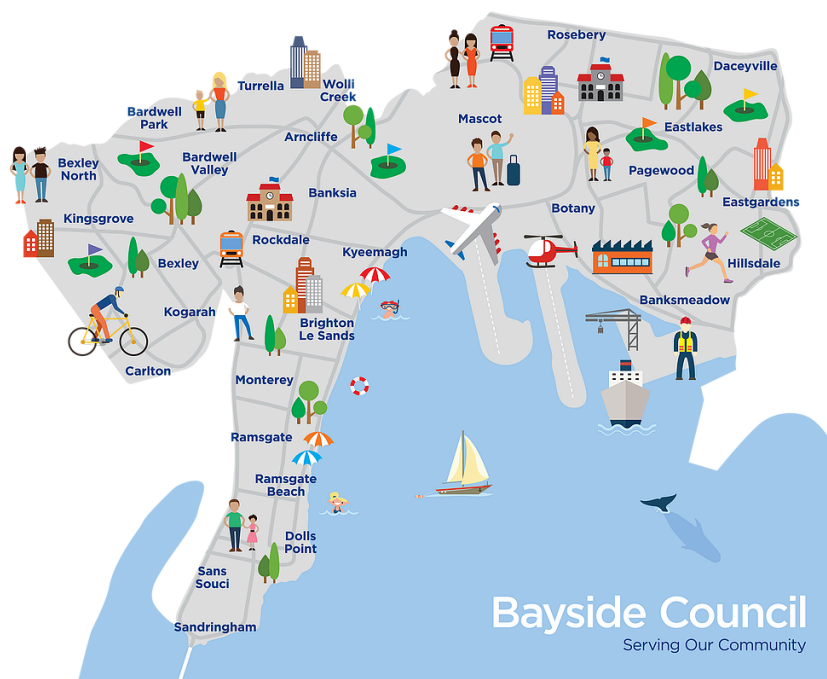 Rosebery
Daceyville
Turrella
Wolli
Creek
Bardwell
Park
Mascot
Eastlakes
Arncliffe
Bexley
North
Bardwell
Valley
Pagewood
Banksia
Eastgardens
Botany
Kingsgrove
Rockdale
Kyeemagh
Bexley
Hillsdale
Banksmeadow
Kogarah
Brighton
Le Sands
Carlton
Monterey
Ramsgate
Ramsgate
Beach
Dolls
Point
Sans
Souci
Sandringham
Bayside Council
Serving Our Community